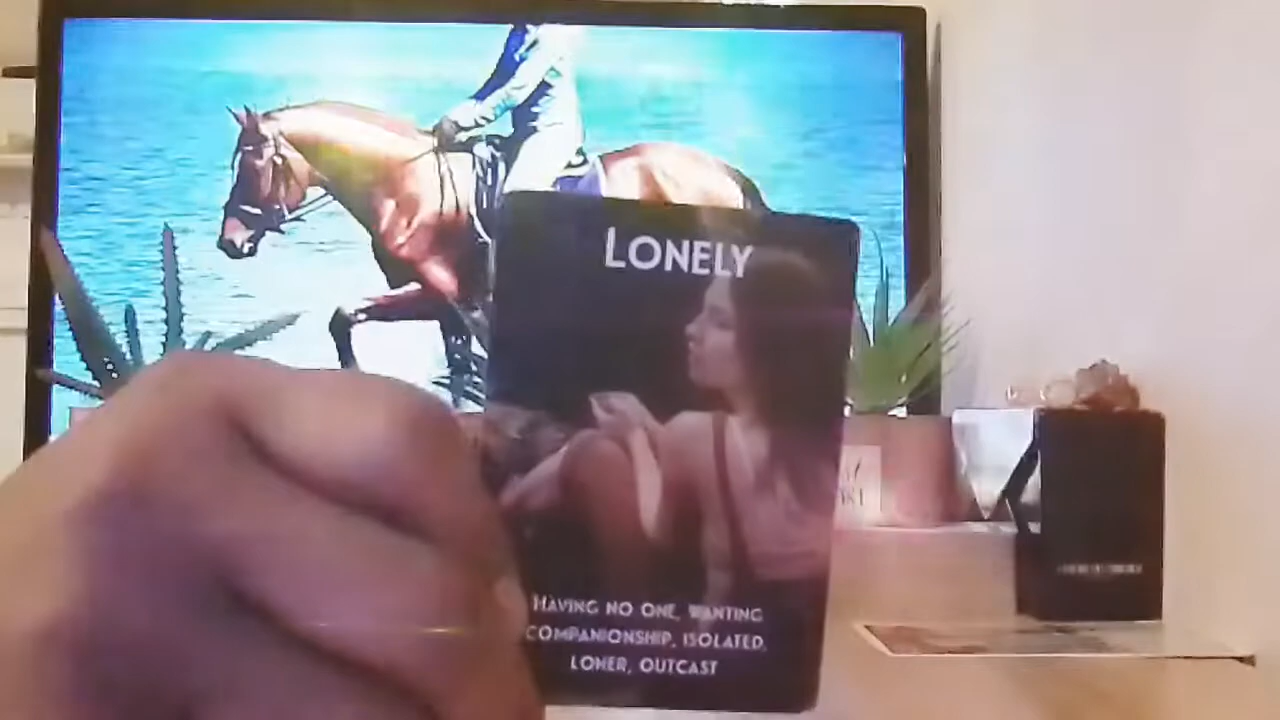 LONELY
HAVING NO ONE, WANTING
COMPANIONSHIP, ISOLATED,
LONER, OUTCAST